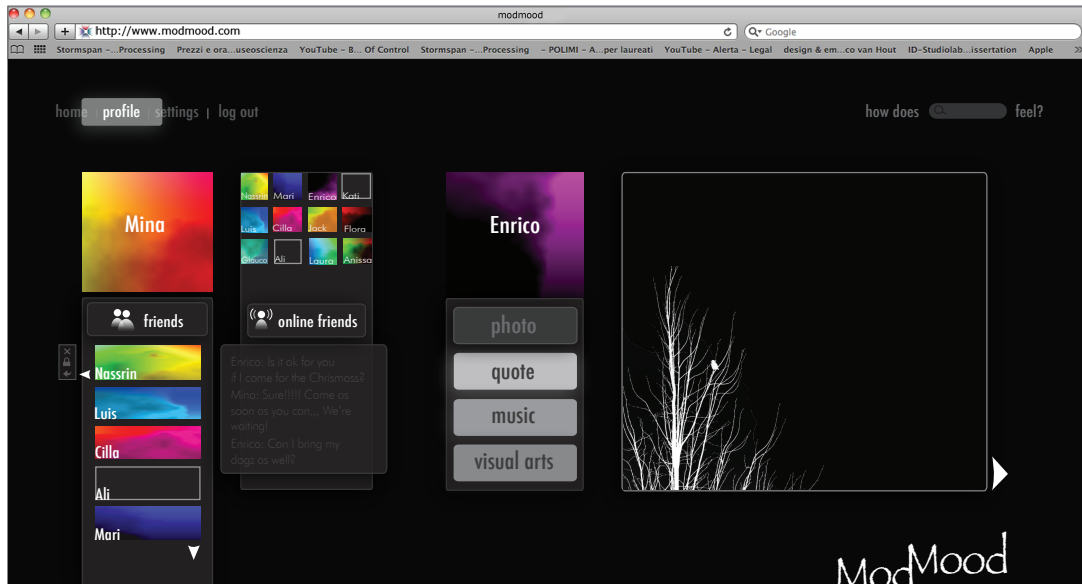 modmood
http://www.modmood.com
Google
Stormspan -...Processing Prezzi e ora...useoscienza YouTube - B... Of Control Stormspan -...Processing - POLIMI - A...per laureati YouTube - Alerta - Legal design & em...co van Hout ID-Studiolab...issertation Apple
home | profile | settings | log out
how does feel?
Mina
Nassrin Mari Enrico Kati
Luis Cilla Jack Flora
Glauco Ali Laura Anissa
Enrico
friends
online friends
photo
quote
music
visual arts
Nassrin
Luis
Cilla
Ali
Mari
Enrico: Is it ok for you
if I come for the Chrismass?
Mina: Sure!!!!! Come as
soon as you can,,, We're
waiting!
Enrico: Can I bring my
dogz as well?
ModMood